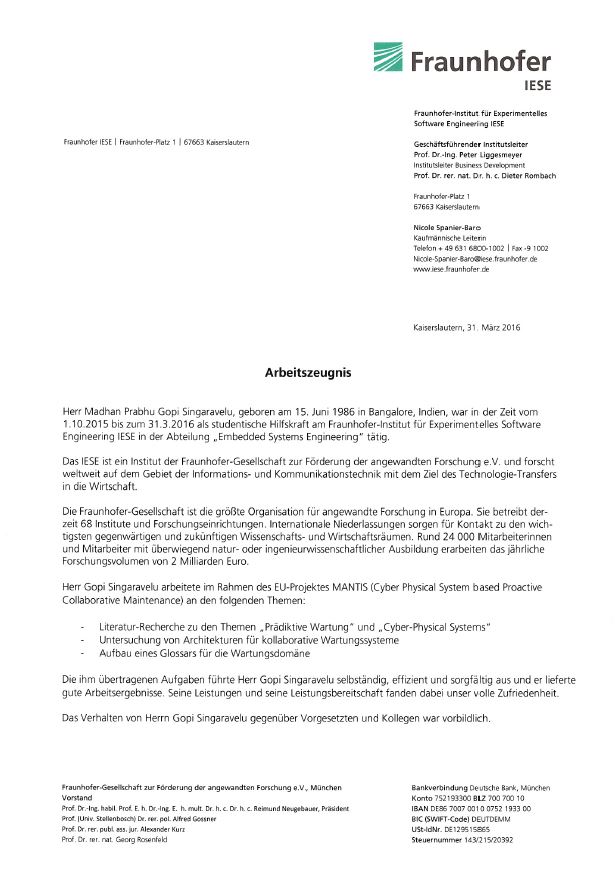 Fraunhofer
IESE
Fraunhofer-Institut für Experimentelles
Software Engineering IESE
Fraunhofer IESE | Fraunhofer-Platz 1 | 67663 Kaiserslautern
Geschäftsführender Institutsleiter
Prof. Dr.-Ing. Peter Liggesmeyer
Institutsleiter Business Development
Prof. Dr. rer. nat. Dr. h. c. Dieter Rombach
Fraunhofer-Platz 1
67663 Kaiserslautern
Nicole Spanier-Baro
Kaufmännische Leiterin
Telefon + 49 631 6800-1002 | Fax -9 1002
Nicole-Spanier-Baro@iese.fraunhofer.de
www.iese.fraunhofer.de
Kaiserslautern, 31. März 2016
Arbeitszeugnis
Herr Madhan Prabhu Gopi Singaravelu, geboren am 15. Juni 1986 in Bangalore, Indien, war in der Zeit vom
1.10.2015 bis zum 31.3.2016 als studentische Hilfskraft am Fraunhofer-Institut für Experimentelles Software
Engineering IESE in der Abteilung „Embedded Systems Engineering" tätig.
Das IESE ist ein Institut der Fraunhofer-Gesellschaft zur Förderung der angewandten Forschung e.V. und forscht
weltweit auf dem Gebiet der Informations- und Kommunikationstechnik mit dem Ziel des Technologie-Transfers
in die Wirtschaft.
Die Fraunhofer-Gesellschaft ist die größte Organisation für angewandte Forschung in Europa. Sie betreibt der-
zeit 68 Institute und Forschungseinrichtungen. Internationale Niederlassungen sorgen für Kontakt zu den wich-
tigsten gegenwärtigen und zukünftigen Wissenschafts- und Wirtschaftsräumen. Rund 24 000 Mitarbeiterinnen
und Mitarbeiter mit überwiegend natur- oder ingenieurwissenschaftlicher Ausbildung erarbeiten das jährliche
Forschungsvolumen von 2 Milliarden Euro.
Herr Gopi Singaravelu arbeitete im Rahmen des EU-Projektes MANTIS (Cyber Physical System based Proactive
Collaborative Maintenance) an den folgenden Themen:
- Literatur-Recherche zu den Themen „Prädiktive Wartung" und „Cyber-Physical Systems"
- Untersuchung von Architekturen für kollaborative Wartungssysteme
- Aufbau eines Glossars für die Wartungsdomäne
Die ihm übertragenen Aufgaben führte Herr Gopi Singaravelu selbständig, effizient und sorgfältig aus und er lieferte
gute Arbeitsergebnisse. Seine Leistungen und seine Leistungsbereitschaft fanden dabei unser volle Zufriedenheit.
Das Verhalten von Herrn Gopi Singaravelu gegenüber Vorgesetzten und Kollegen war vorbildlich.
Fraunhofer-Gesellschaft zur Förderung der angewandten Forschung e.V., München
Vorstand
Prof. Dr.-Ing. habil. Prof. E. h. Dr.-Ing. E. h. mult. Dr. h. c. Dr. h. c. Reimund Neugebauer, Präsident
Prof. (Univ. Stellenbosch) Dr. rer. pol. Alfred Gossner
Prof. Dr. rer. publ. ass. jur. Alexander Kurz
Prof. Dr. rer. nat. Georg Rosenfeld
Bankverbindung Deutsche Bank, München
Konto 752193300 BLZ 700 700 10
IBAN DE86 7007 0010 0752 1933 00
BIC (SWIFT-Code) DEUTDEMM
USt-IdNr. DE129515865
Steuernummer 143/215/20392